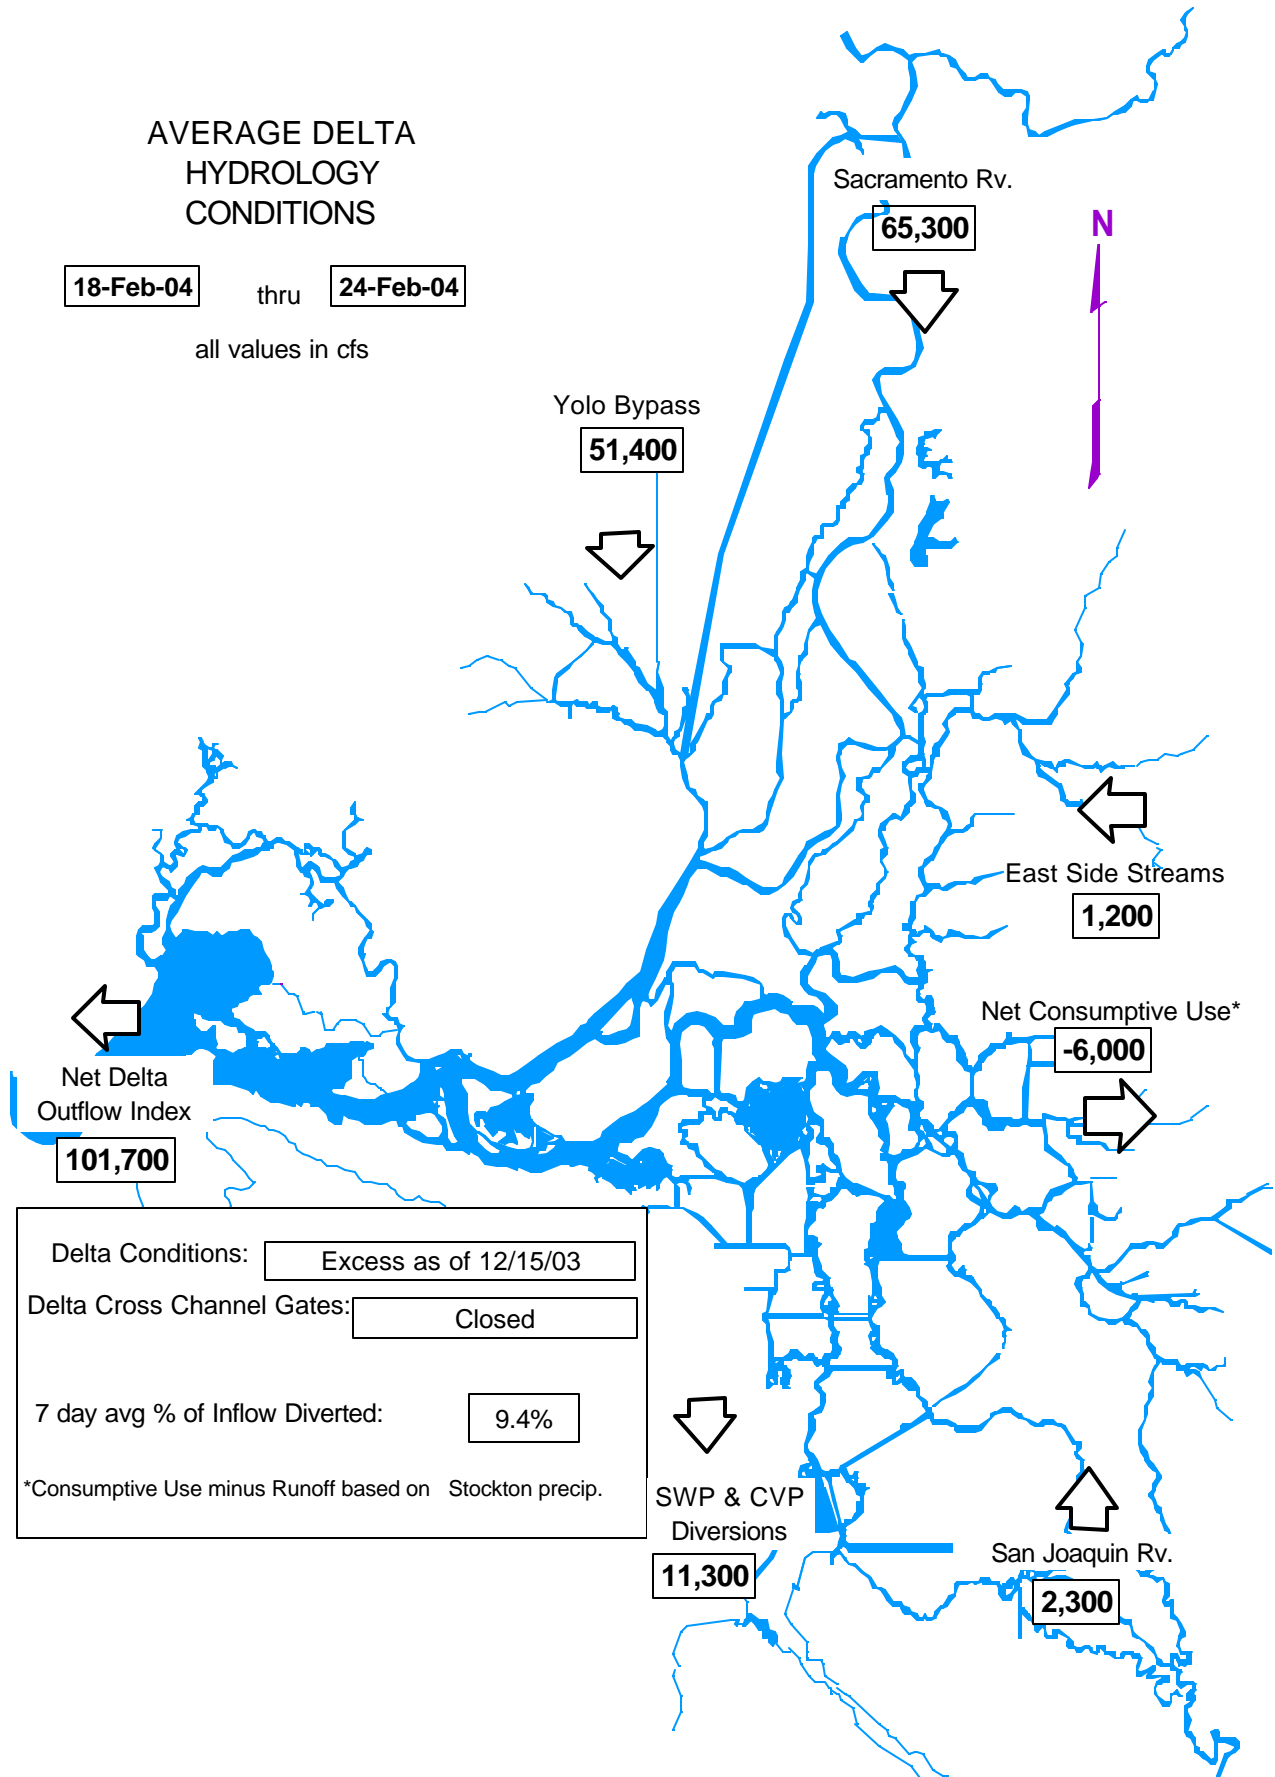 AVERAGE DELTA
HYDROLOGY
CONDITIONS
18-Feb-04 thru 24-Feb-04
all values in cfs
Sacramento Rv.
65,300
N
Yolo Bypass
51,400
East Side Streams
1,200
Net Consumptive Use*
-6,000
Net Delta
Outflow Index
101,700
Delta Conditions: Excess as of 12/15/03
Delta Cross Channel Gates: Closed
7 day avg % of Inflow Diverted: 9.4%
*Consumptive Use minus Runoff based on Stockton precip.
SWP & CVP
Diversions
11,300
San Joaquin Rv.
2,300